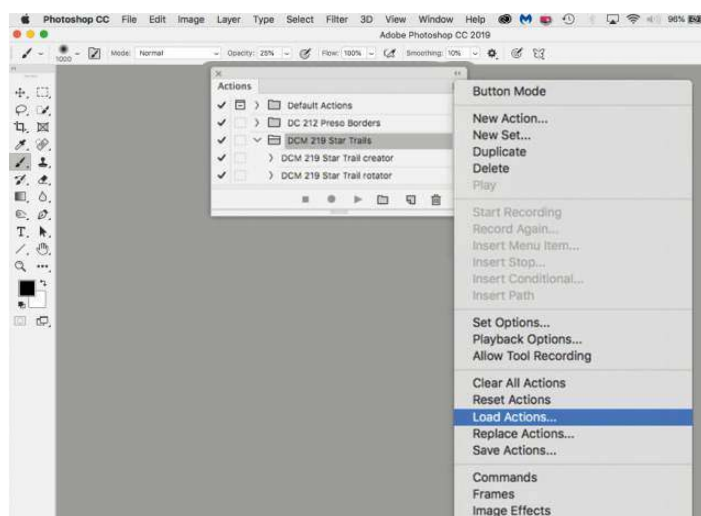 Photoshop CC File Edit Image Layer Type Select Filter 3D View Window Help 96%
Adobe Photoshop CC 2019
1000 Mode: Normal Opacity: 25% Flow: 100% Smoothing: 10%
Actions
Default Actions
DC 212 Preso Borders
DCM 219 Star Trails
DCM 219 Star Trail creator
DCM 219 Star Trail rotator
Button Mode
New Action...
New Set...
Duplicate
Delete
Play
Start Recording
Record Again...
Insert Menu Item...
Insert Stop...
Insert Conditional...
Insert Path
Set Options...
Playback Options...
Allow Tool Recording
Clear All Actions
Reset Actions
Load Actions...
Replace Actions...
Save Actions...
Commands
Frames
Image Effects